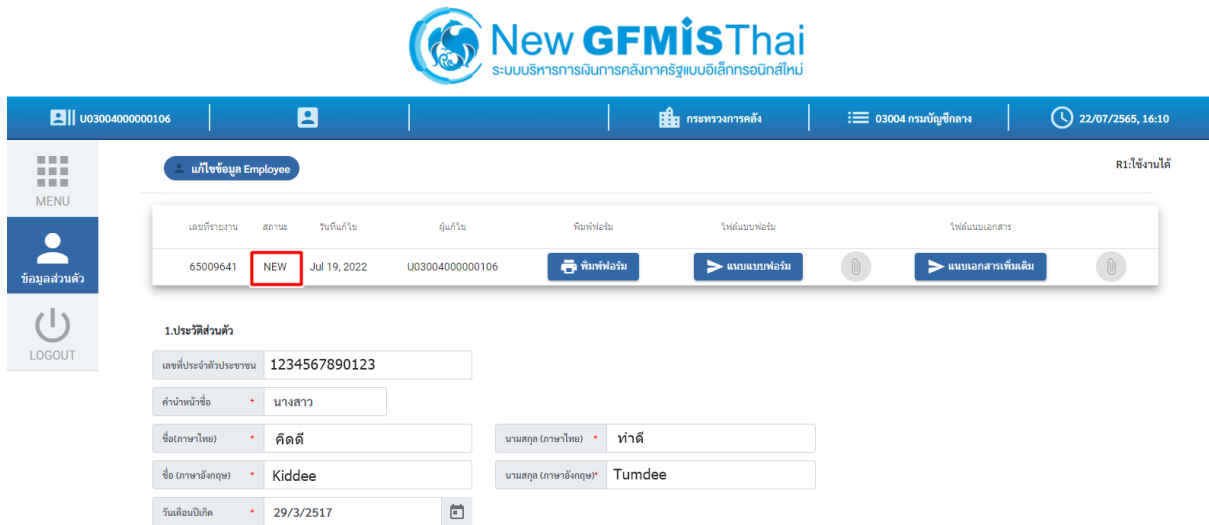 New GFMIS Thai
ระบบบริหารการเงินการคลังภาครัฐแบบอิเล็กทรอนิกส์ใหม่
U03004000000106 กระทรวงการคลัง 03004 กรมบัญชีกลาง 22/07/2565, 16:10
แก้ไขข้อมูล Employee R1:ใช้งานได้
MENU
เลขที่รายงาน สถานะ วันที่แก้ไข ผู้แก้ไข พิมพ์ฟอร์ม ไฟล์แนบฟอร์ม ไฟล์แนบเอกสาร
65009641 NEW Jul 19, 2022 U03004000000106 พิมพ์ฟอร์ม แนบแบบฟอร์ม แนบเอกสารเพิ่มเติม
ข้อมูลส่วนตัว
1.ประวัติส่วนตัว
LOGOUT
เลขที่ประจำตัวประชาชน 1234567890123
คำนำหน้าชื่อ * นางสาว
ชื่อ(ภาษาไทย) * คิดดี นามสกุล (ภาษาไทย) * ทำดี
ชื่อ (ภาษาอังกฤษ) * Kiddee นามสกุล (ภาษาอังกฤษ)* Tumdee
วันเดือนปีเกิด * 29/3/2517